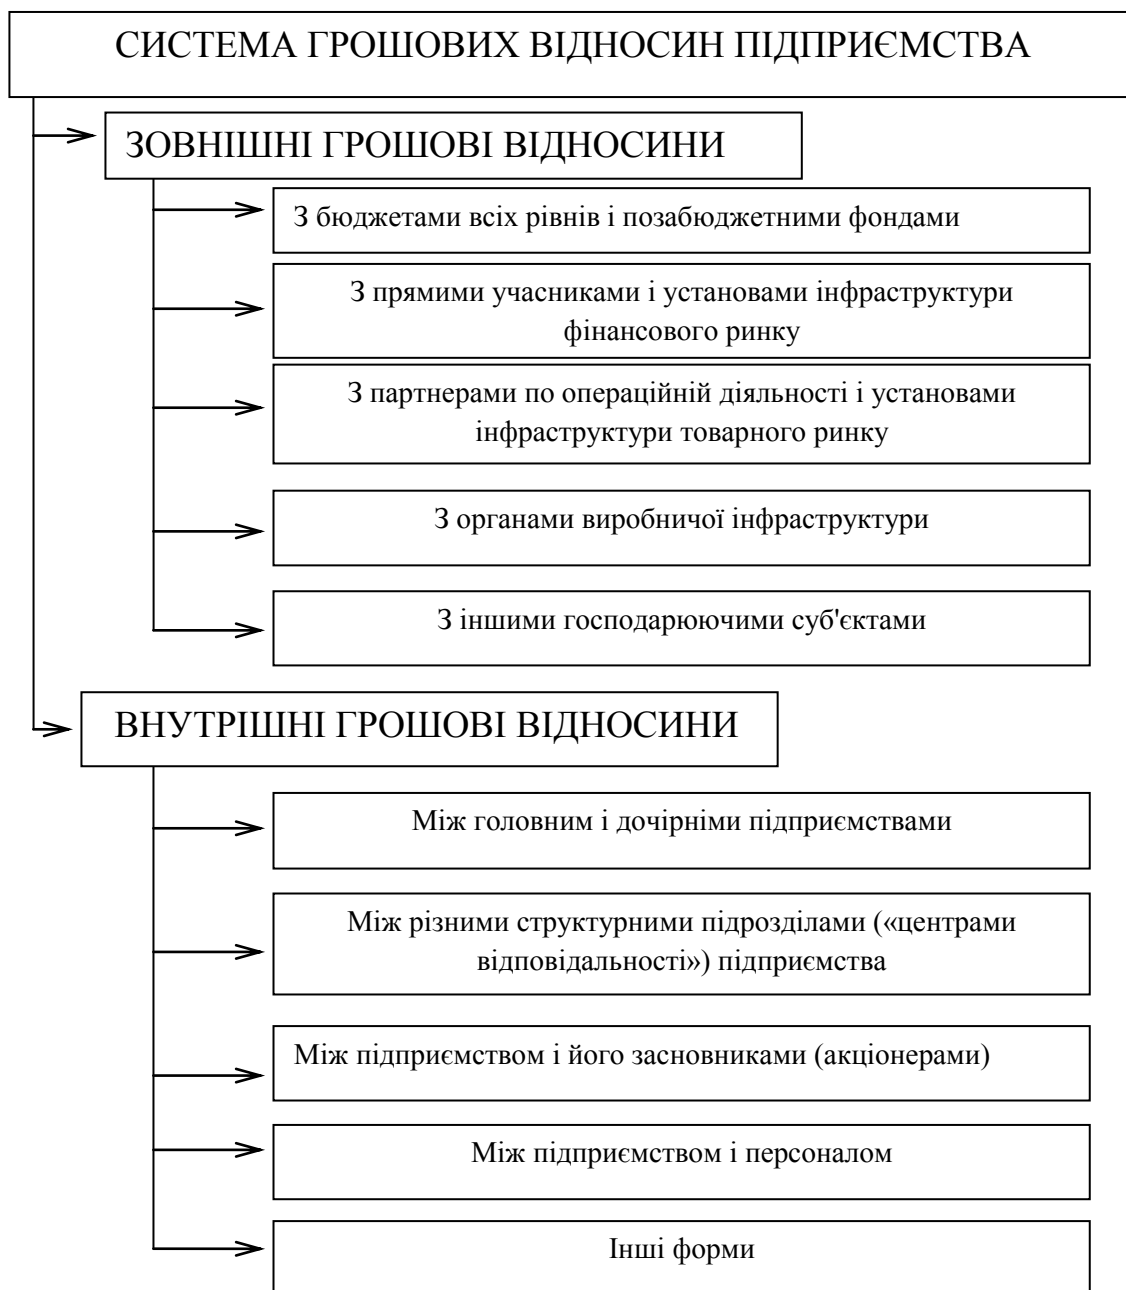 СИСТЕМА ГРОШОВИХ ВІДНОСИН ПІДПРИЄМСТВА
ЗОВНІШНІ ГРОШОВІ ВІДНОСИНИ
З бюджетами всіх рівнів і позабюджетними фондами
З прямими учасниками і установами інфраструктури
фінансового ринку
З партнерами по операційній діяльності і установами
інфраструктури товарного ринку
З органами виробничої інфраструктури
З іншими господарюючими суб'єктами
ВНУТРІШНІ ГРОШОВІ ВІДНОСИНИ
Між головним і дочірніми підприємствами
Між різними структурними підрозділами («центрами
відповідальності») підприємства
Між підприємством і його засновниками (акціонерами)
Між підприємством і персоналом
Інші форми